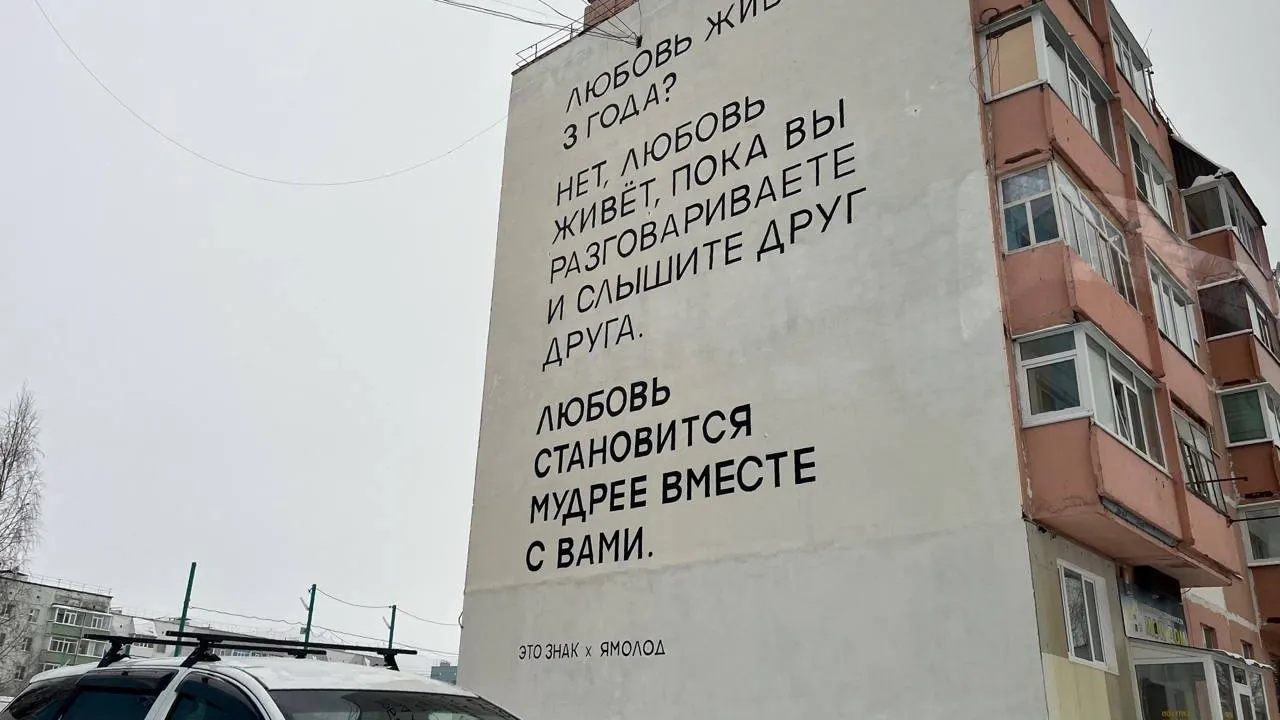 ЛЮБОВЬ ЖИВ
3 ГОДА?
НЕТ, ЛЮБОВЬ
ЖИВЁТ, ПОКА ВЫ
РАЗГОВАРИВАЕТЕ
И СЛЫШИТЕ ДРУГ
ДРУГА.
ЛЮБОВЬ
СТАНОВИТСЯ
МУДРЕЕ ВМЕСТЕ
С ВАМИ.
ЭТО ЗНАК x ЯМОЛОД